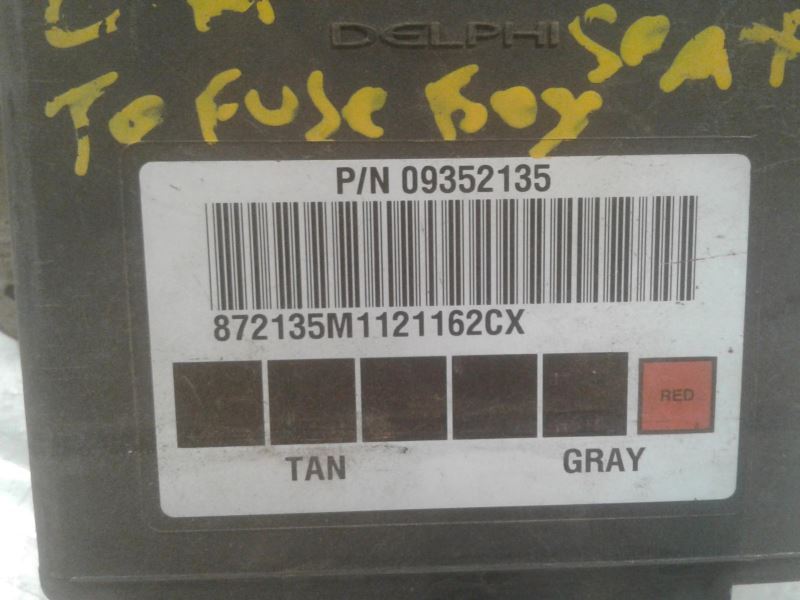 DELPHI
SEAT
TO FUSE BOX
P/N 09352135
872135M1121162CX
RED
TAN GRAY